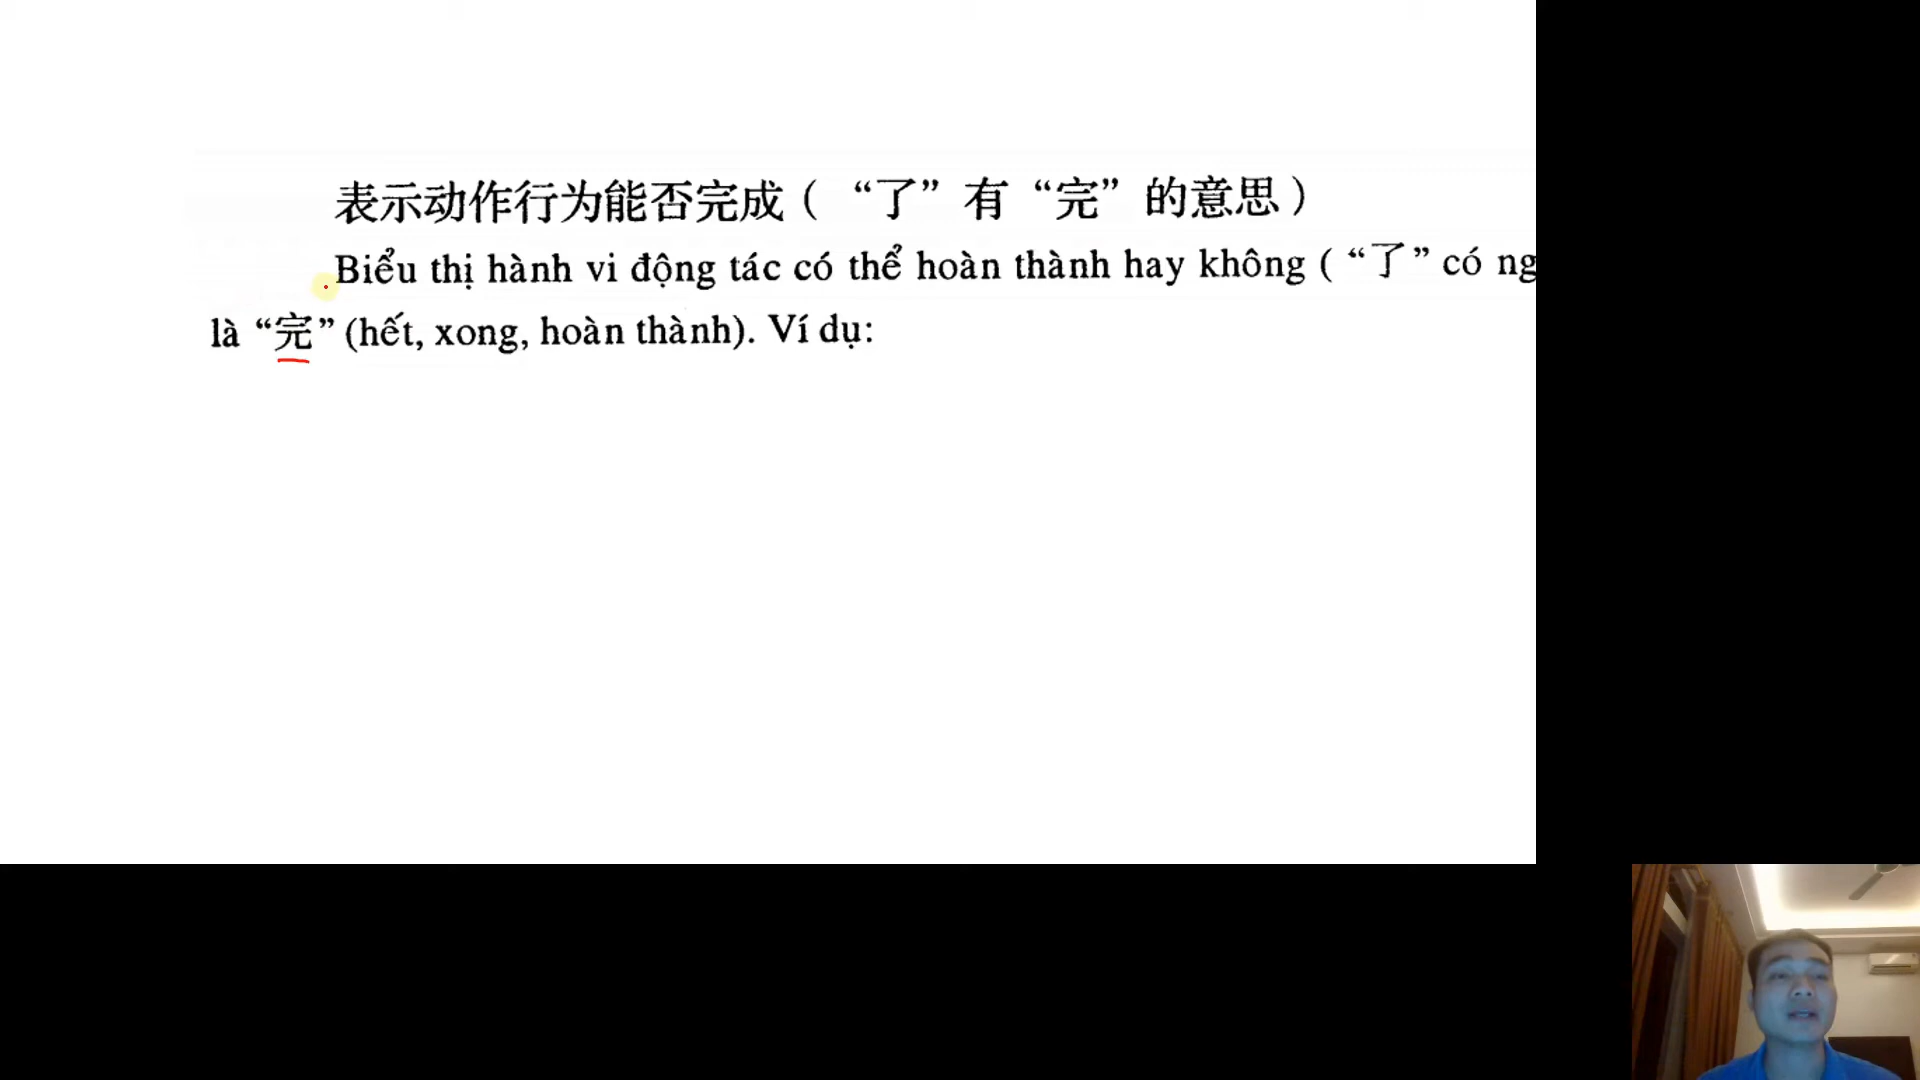 表示动作行为能否完成（“了”有“完”的意思）
Biểu thị hành vi động tác có thể hoàn thành hay không (“了” có ng
là “完” (hết, xong, hoàn thành). Ví dụ: